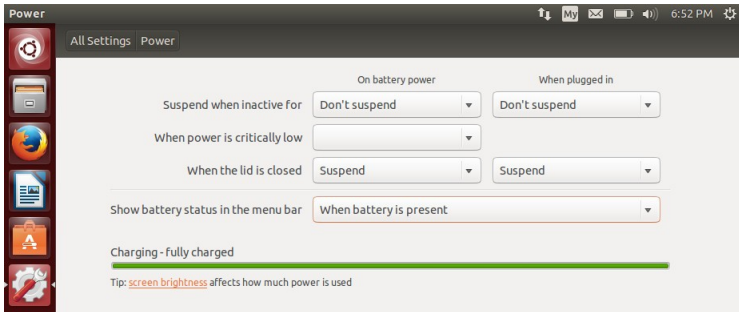 Power
My
6:52 PM
All Settings Power
On battery power When plugged in
Suspend when inactive for Don't suspend Don't suspend
When power is critically low
When the lid is closed Suspend Suspend
Show battery status in the menu bar When battery is present
Charging - fully charged
Tip: screen brightness affects how much power is used